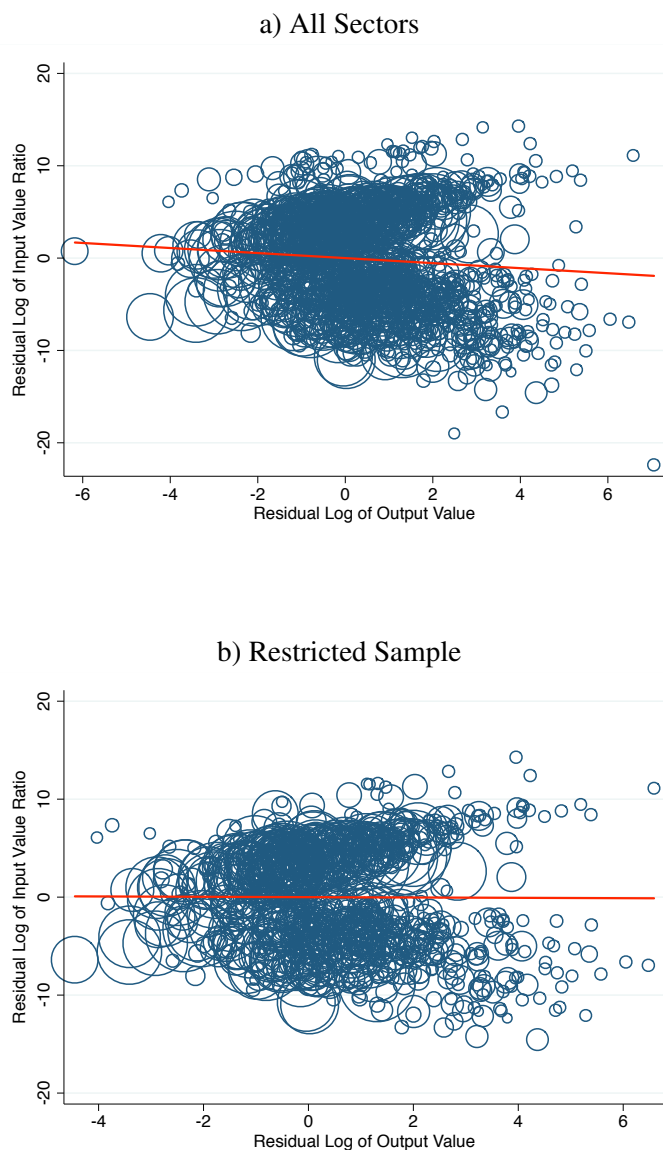 a) All Sectors
20
10
0
-10
-20
Residual Log of Input Value Ratio
-6 -4 -2 0 2 4 6
Residual Log of Output Value
b) Restricted Sample
20
10
0
-10
-20
Residual Log of Input Value Ratio
-4 -2 0 2 4 6
Residual Log of Output Value